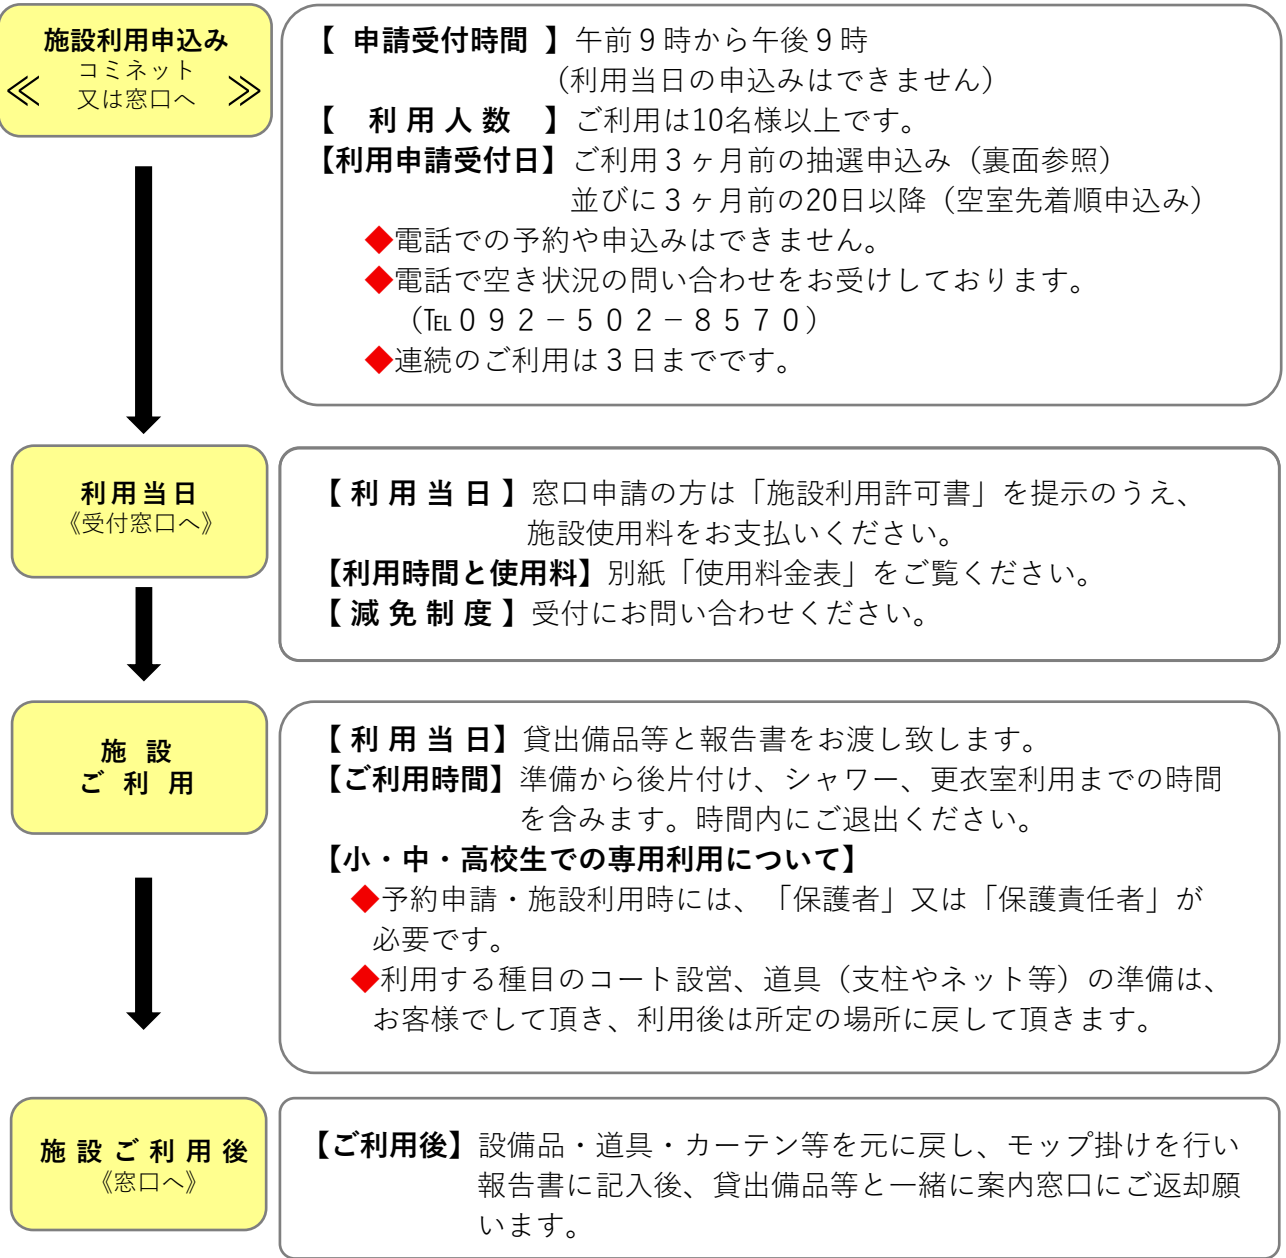 施設利用申込み
≪ コミネット
又は窓口へ ≫
【 申請受付時間 】午前９時から午後９時
（利用当日の申込みはできません）
【 利用人数 】ご利用は10名様以上です。
【利用申請受付日】ご利用３ヶ月前の抽選申込み（裏面参照）
並びに３ヶ月前の20日以降（空室先着順申込み）
◆電話での予約や申込みはできません。
◆電話で空き状況の問い合わせをお受けしております。
（℡０９２－５０２－８５７０）
◆連続のご利用は３日までです。
利用当日
《受付窓口へ》
【利用当日】窓口申請の方は「施設利用許可書」を提示のうえ、
施設使用料をお支払いください。
【利用時間と使用料】別紙「使用料金表」をご覧ください。
【減免制度】受付にお問い合わせください。
施 設
ご 利 用
【利用当日】貸出備品等と報告書をお渡し致します。
【ご利用時間】準備から後片付け、シャワー、更衣室利用までの時間
を含みます。時間内にご退出ください。
【小・中・高校生での専用利用について】
◆予約申請・施設利用時には、「保護者」又は「保護責任者」が
必要です。
◆利用する種目のコート設営、道具（支柱やネット等）の準備は、
お客様でして頂き、利用後は所定の場所に戻して頂きます。
施設ご利用後
《窓口へ》
【ご利用後】設備品・道具・カーテン等を元に戻し、モップ掛けを行い
報告書に記入後、貸出備品等と一緒に案内窓口にご返却願
います。